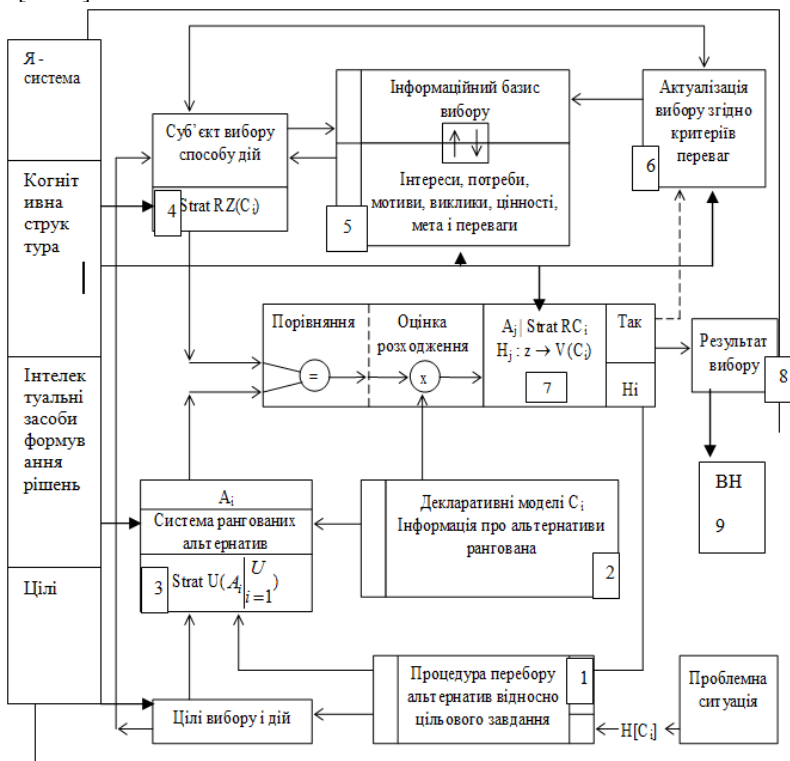 Я -
система
Когніт
ивна
струк
тура
Інтелек
туальні
засоби
формув
ання
рішень
Цілі
Суб’єкт вибору
способу дій
4
Strat RZ(Cᵢ)
Інформаційний базис
вибору
Інтереси, потреби,
мотиви, виклики, цінності,
мета і переваги
5
Актуалізація
вибору згідно
критеріїв
переваг
6
Порівняння
=
Оцінка
розходження
x
Aⱼ | Strat RCᵢ
Hⱼ : z → V(Cᵢ)
7
Так
Ні
Результат
вибору
8
ВН
9
Aᵢ
Система рангованих
альтернатив
3
Strat U(Aᵢ|U i=1)
Декларативні моделі Cᵢ
Інформація про альтернативи
рангована
2
Процедура перебору
альтернатив відносно
цільового завдання
1
Цілі вибору і дій
H[Cᵢ]
Проблемна
ситуація